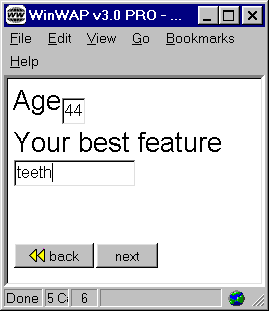 WinWAP v3.0 PRO - ...
File Edit View Go Bookmarks
Help
Age 44
Your best feature
teeth
back next
Done 5 C 6